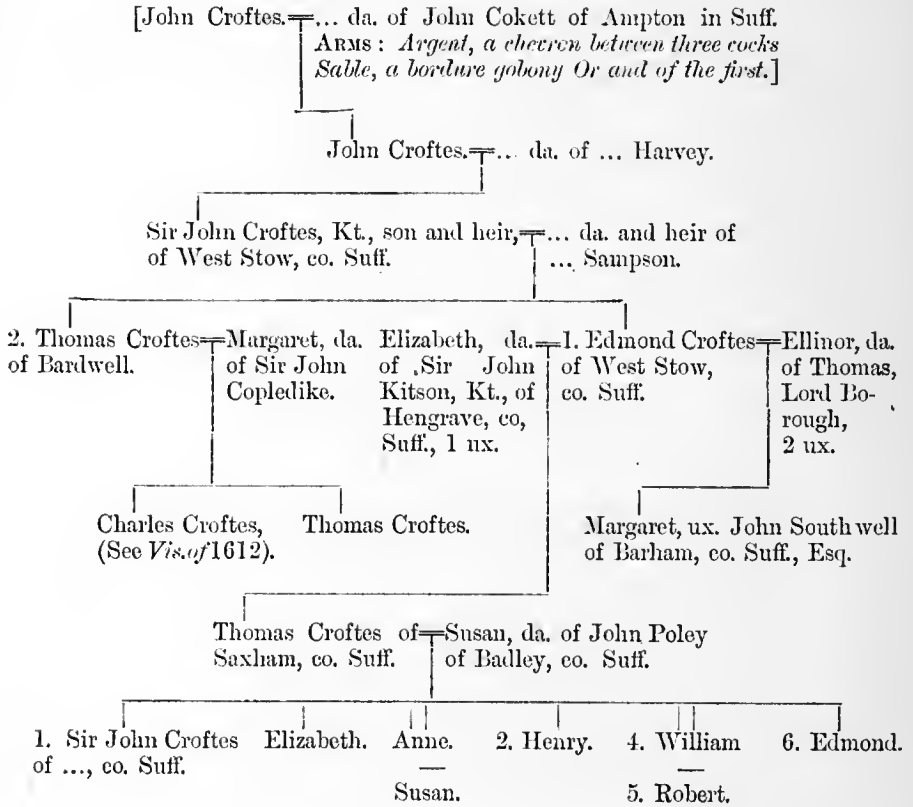 [John Croftes.=... da. of John Cokett of Ampton in Suff.
ARMS : Argent, a chevron between three cocks
Sable, a bordure gobony Or and of the first.]
John Croftes.=... da. of ... Harvey.
Sir John Croftes, Kt., son and heir,=... da. and heir of
of West Stow, co. Suff.
... Sampson.
2. Thomas Croftes=Margaret, da.
of Bardwell.
of Sir John
Copledike.
Elizabeth, da.=1. Edmond Croftes=Ellinor, da.
of Sir John
Kitson, Kt., of
Hengrave, co,
Suff., 1 ux.
of West Stow,
co. Suff.
of Thomas,
Lord Bo-
rough,
2 ux.
Charles Croftes,
(See Vis. of 1612).
Thomas Croftes.
Margaret, ux. John Southwell
of Barham, co. Suff., Esq.
Thomas Croftes of=Susan, da. of John Poley
Saxham, co. Suff.
of Badley, co. Suff.
1. Sir John Croftes
of ..., co. Suff.
Elizabeth.
Anne.
—
Susan.
2. Henry.
4. William
—
5. Robert.
6. Edmond.